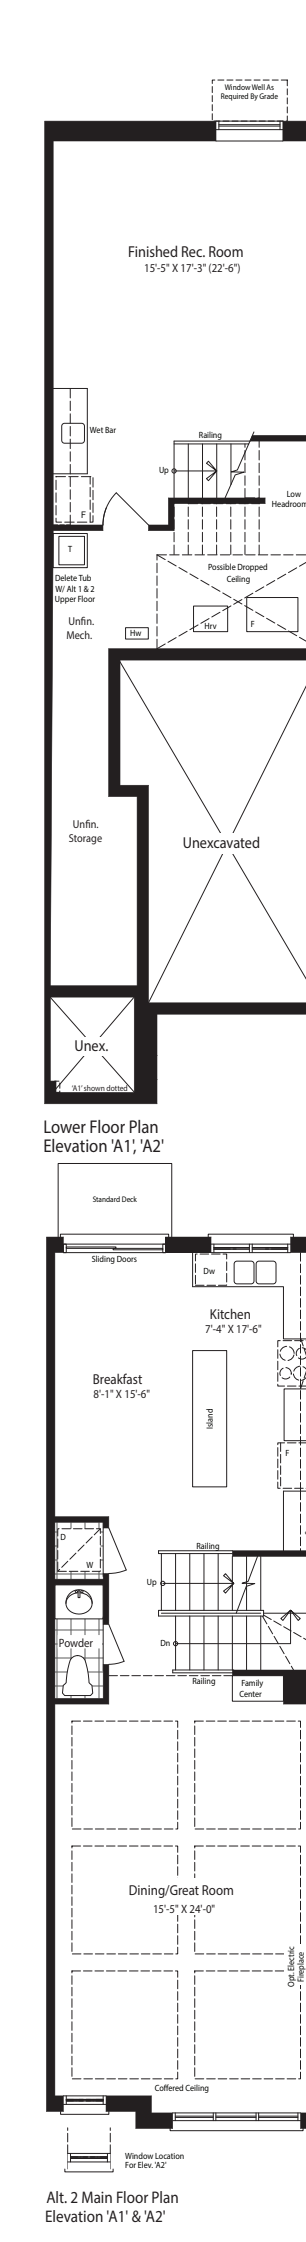 Window Well As
Required By Grade
Finished Rec. Room
15'-5" X 17'-3" (22'-6")
Wet Bar
Railing
Up
Low
Headroom
F
T
Possible Dropped
Ceiling
Delete Tub
W/ Alt 1 & 2
Upper Floor
Unfin.
Mech.
Hw
Hrv
F
Unfin.
Storage
Unexcavated
Unex.
'A1' shown dotted
Lower Floor Plan
Elevation 'A1', 'A2'
Standard Deck
Sliding Doors
Dw
Kitchen
7'-4" X 17'-6"
Breakfast
8'-1" X 15'-6"
Island
F
D
W
Railing
Up
Powder
Dn
Railing
Family
Center
Dining/Great Room
15'-5" X 24'-0"
Opt. Electric
Fireplace
Coffered Ceiling
Window Location
For Elev. 'A2'
Alt. 2 Main Floor Plan
Elevation 'A1' & 'A2'